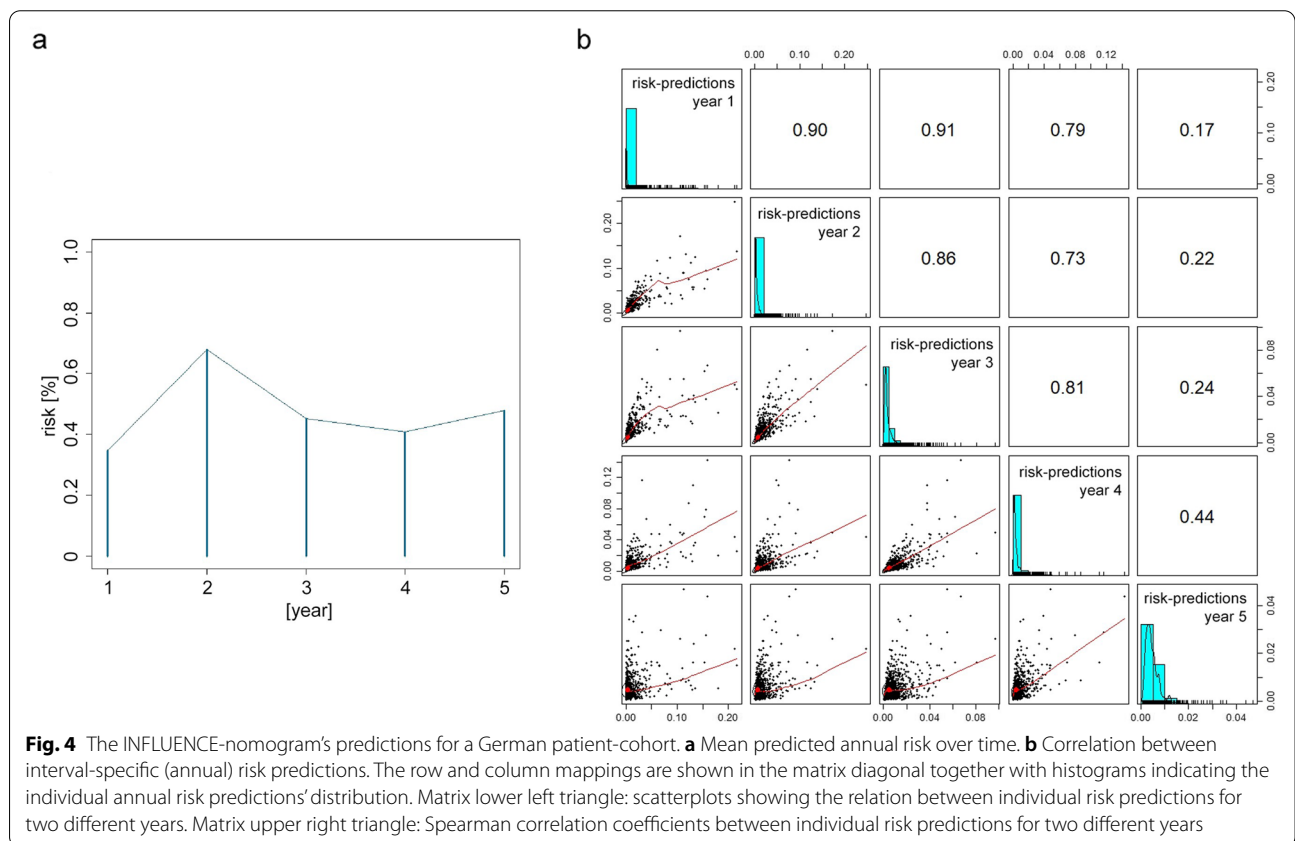 a
1.0
0.8
0.6
0.4
0.2
0
risk [%]
1 2 3 4 5
[year]
b
0.00 0.10 0.20
0.00 0.04 0.08 0.12
risk-predictions
year 1
0.90
0.91
0.79
0.17
0.00 0.10 0.20
0.00 0.10 0.20
risk-predictions
year 2
0.86
0.73
0.22
risk-predictions
year 3
0.81
0.24
0.00 0.04 0.08
0.00 0.04 0.08 0.12
risk-predictions
year 4
0.44
risk-predictions
year 5
0.00 0.02 0.04
0.00 0.10 0.20
0.00 0.04 0.08
0.00 0.02 0.04
Fig. 4 The INFLUENCE-nomogram's predictions for a German patient-cohort. a Mean predicted annual risk over time. b Correlation between
interval-specific (annual) risk predictions. The row and column mappings are shown in the matrix diagonal together with histograms indicating the
individual annual risk predictions' distribution. Matrix lower left triangle: scatterplots showing the relation between individual risk predictions for
two different years. Matrix upper right triangle: Spearman correlation coefficients between individual risk predictions for two different years